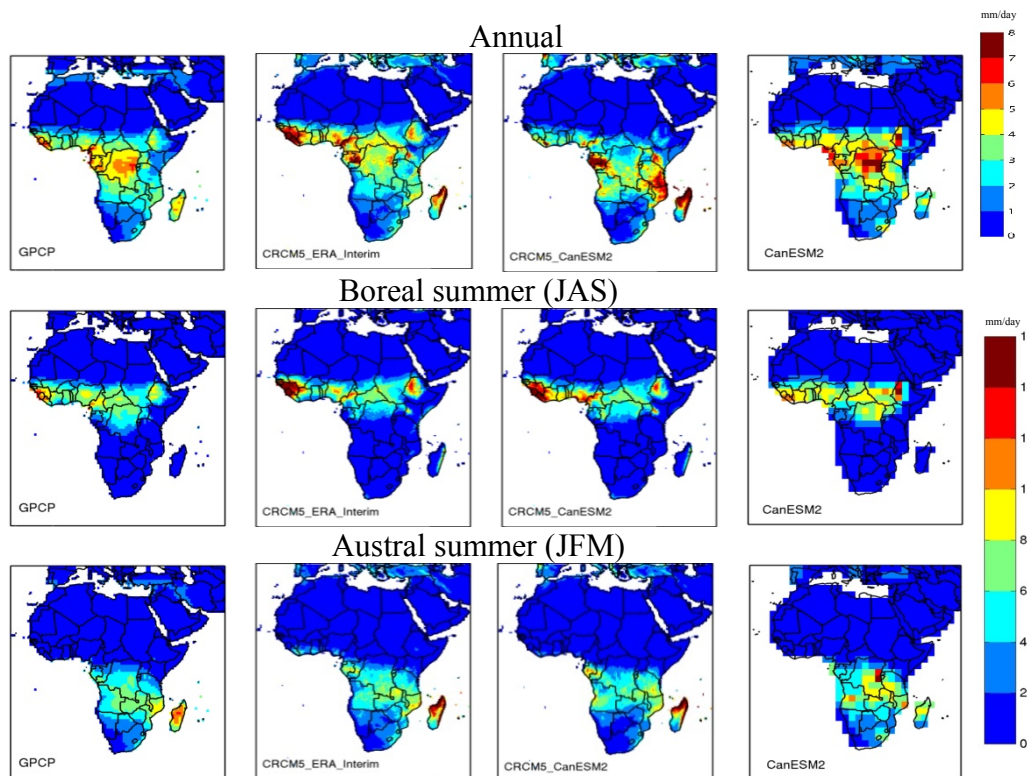 mm/day
Annual
8
7
6
5
4
3
2
1
0
GPCP
CRCM5_ERA_Interim
CRCM5_CanESM2
CanESM2
Boreal summer (JAS)
mm/day
1
1
1
1
8
6
4
2
0
GPCP
CRCM5_ERA_Interim
CRCM5_CanESM2
CanESM2
Austral summer (JFM)
GPCP
CRCM5_ERA_Interim
CRCM5_CanESM2
CanESM2